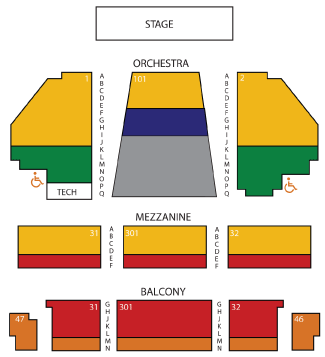 STAGE
ORCHESTRA
1 101 2
A A
B B
C C
D D
E E
F F
G G
H H
I I
J J
K K
L L
M M
N N
O O
P P
Q Q
TECH
MEZZANINE
31 301 32
A A
B B
C C
D D
E E
F F
BALCONY
31 301 32
G G
H H
I I
J J
K K
L L
M M
N N
47 46